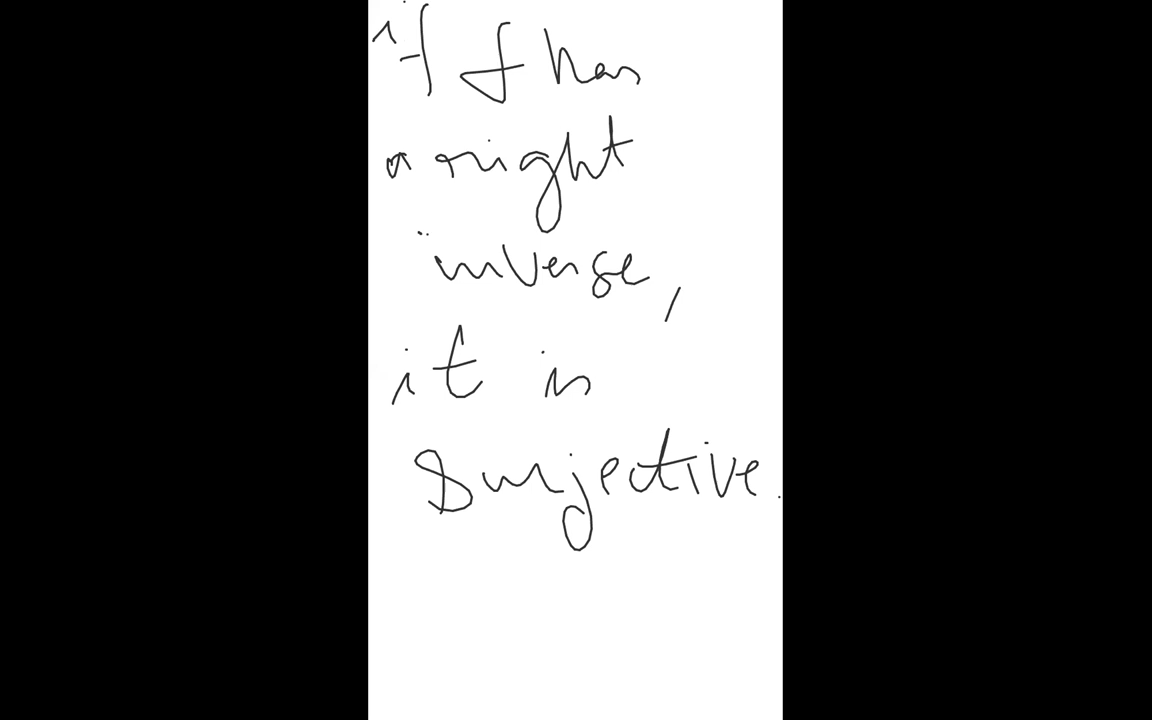 if f has
a right
inverse,
it is
surjective.